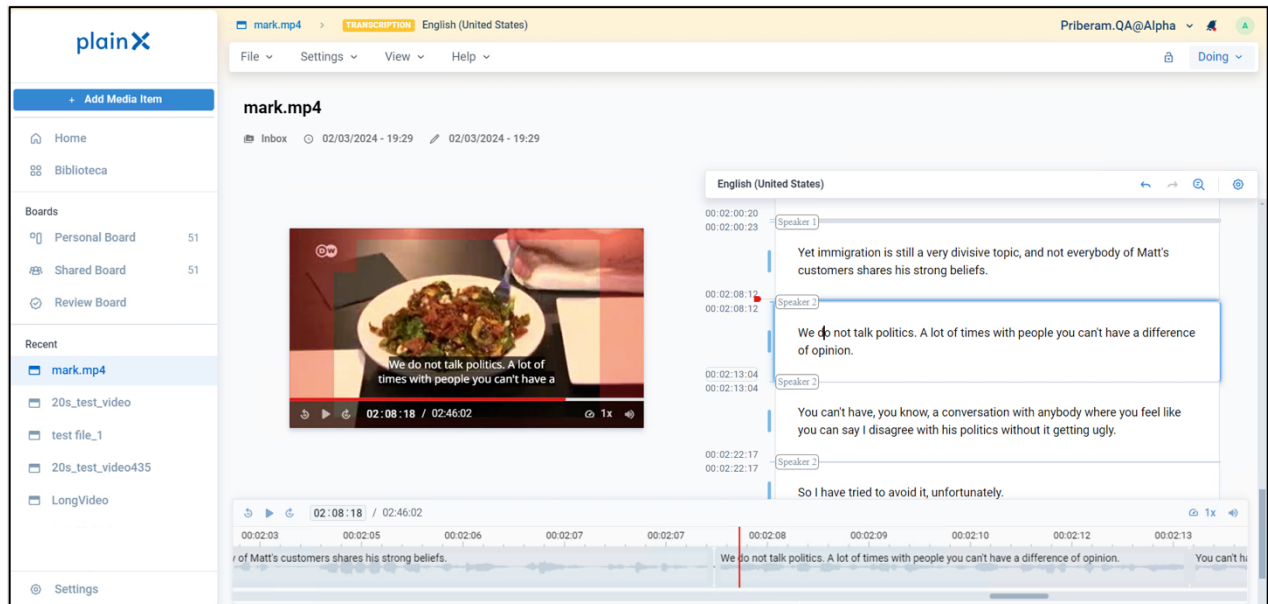 plainX
+ Add Media Item
Home
Biblioteca
Boards
Personal Board 51
Shared Board 51
Review Board
Recent
mark.mp4
20s_test_video
test file_1
20s_test_video435
LongVideo
Settings
mark.mp4 > TRANSCRIPTION English (United States)
Priberam.QA@Alpha A
File Settings View Help
Doing
mark.mp4
Inbox 02/03/2024 - 19:29 02/03/2024 - 19:29
DW
We do not talk politics. A lot of
times with people you can't have a
02:08:18 / 02:46:02 1x
English (United States)
00:02:00:20
00:02:00:23 Speaker 1
Yet immigration is still a very divisive topic, and not everybody of Matt's
customers shares his strong beliefs.
00:02:08:12
00:02:08:12 Speaker 2
We do not talk politics. A lot of times with people you can't have a difference
of opinion.
00:02:13:04
00:02:13:04 Speaker 2
You can't have, you know, a conversation with anybody where you feel like
you can say I disagree with his politics without it getting ugly.
00:02:22:17
00:02:22:17 Speaker 2
So I have tried to avoid it, unfortunately.
02:08:18 / 02:46:02 1x
00:02:03 00:02:05 00:02:06 00:02:07 00:02:07 00:02:08 00:02:09 00:02:10 00:02:12 00:02:13
of Matt's customers shares his strong beliefs. We do not talk politics. A lot of times with people you can't have a difference of opinion. You can't